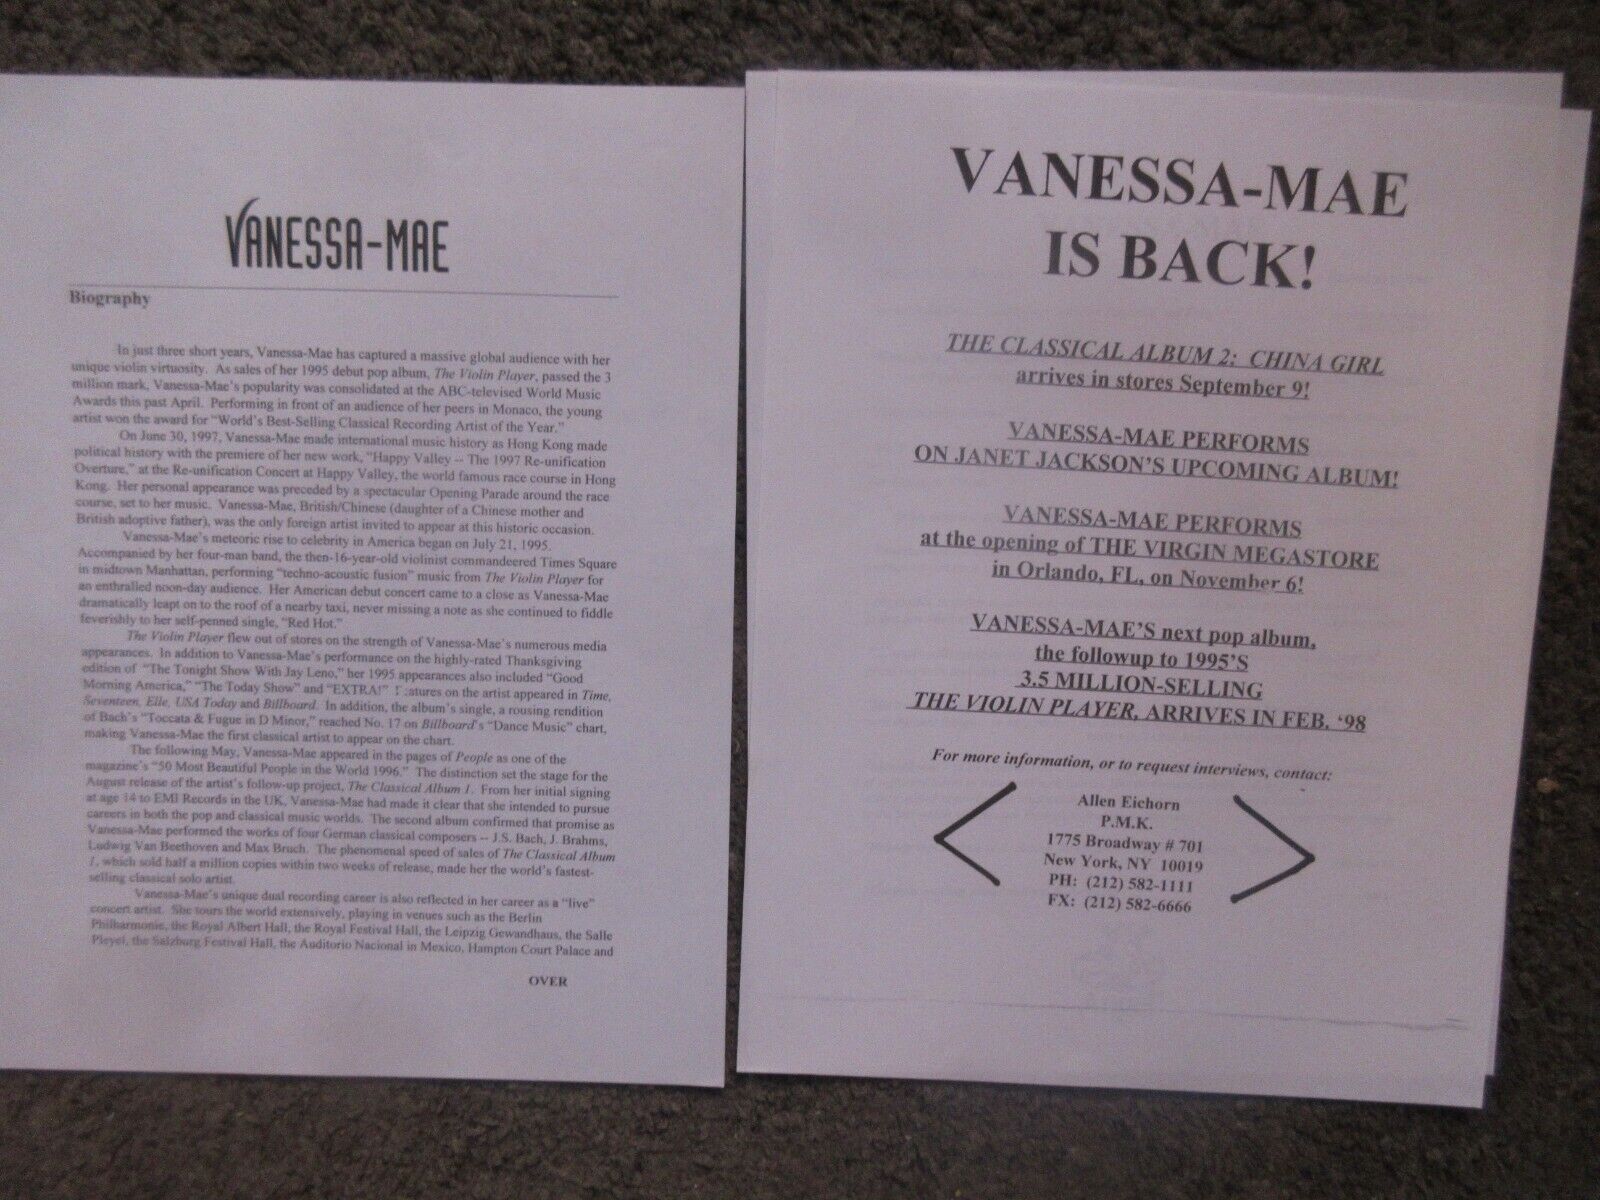 VANESSA-MAE
Biography
In just three short years, Vanessa-Mae has captured a massive global audience with her
unique violin virtuosity. As sales of her 1995 debut pop album, The Violin Player, passed the 3
million mark, Vanessa-Mae's popularity was consolidated at the ABC-televised World Music
Awards this past April. Performing in front of an audience of her peers in Monaco, the young
artist won the award for "World's Best-Selling Classical Recording Artist of the Year."
On June 30, 1997, Vanessa-Mae made international music history as Hong Kong made
political history with the premiere of her new work, "Happy Valley -- The 1997 Re-unification
Overture," at the Re-unification Concert at Happy Valley, the world famous race course in Hong
Kong. Her personal appearance was preceded by a spectacular Opening Parade around the race
course, set to her music. Vanessa-Mae, British/Chinese (daughter of a Chinese mother and
British adoptive father), was the only foreign artist invited to appear at this historic occasion.
Vanessa-Mae's meteoric rise to celebrity in America began on July 21, 1995.
Accompanied by her four-man band, the then-16-year-old violinist commandeered Times Square
in midtown Manhattan, performing "techno-acoustic fusion" music from The Violin Player for
an enthralled noon-day audience. Her American debut concert came to a close as Vanessa-Mae
dramatically leapt on to the roof of a nearby taxi, never missing a note as she continued to fiddle
feverishly to her self-penned single, "Red Hot."
The Violin Player flew out of stores on the strength of Vanessa-Mae's numerous media
appearances. In addition to Vanessa-Mae's performance on the highly-rated Thanksgiving
edition of "The Tonight Show With Jay Leno," her 1995 appearances also included "Good
Morning America," "The Today Show" and "EXTRA!" Features on the artist appeared in Time,
Seventeen, Elle, USA Today and Billboard. In addition, the album's single, a rousing rendition
of Bach's "Toccata & Fugue in D Minor," reached No. 17 on Billboard's "Dance Music" chart,
making Vanessa-Mae the first classical artist to appear on the chart.
The following May, Vanessa-Mae appeared in the pages of People as one of the
magazine's "50 Most Beautiful People in the World 1996." The distinction set the stage for the
August release of the artist's follow-up project, The Classical Album 1. From her initial signing
at age 14 to EMI Records in the UK, Vanessa-Mae had made it clear that she intended to pursue
careers in both the pop and classical music worlds. The second album confirmed that promise as
Vanessa-Mae performed the works of four German classical composers -- J.S. Bach, J. Brahms,
Ludwig Van Beethoven and Max Bruch. The phenomenal speed of sales of The Classical Album
1, which sold half a million copies within two weeks of release, made her the world's fastest-
selling classical solo artist.
Vanessa-Mae's unique dual recording career is also reflected in her career as a "live"
concert artist. She tours the world extensively, playing in venues such as the Berlin
Philharmonie, the Royal Albert Hall, the Royal Festival Hall, the Leipzig Gewandhaus, the Salle
Pleyel, the Salzburg Festival Hall, the Auditorio Nacional in Mexico, Hampton Court Palace and
OVER
VANESSA-MAE
IS BACK!
THE CLASSICAL ALBUM 2: CHINA GIRL
arrives in stores September 9!
VANESSA-MAE PERFORMS
ON JANET JACKSON'S UPCOMING ALBUM!
VANESSA-MAE PERFORMS
at the opening of THE VIRGIN MEGASTORE
in Orlando, FL, on November 6!
VANESSA-MAE'S next pop album,
the followup to 1995'S
3.5 MILLION-SELLING
THE VIOLIN PLAYER, ARRIVES IN FEB. '98
For more information, or to request interviews, contact:
Allen Eichorn
P.M.K.
1775 Broadway # 701
New York, NY 10019
PH: (212) 582-1111
FX: (212) 582-6666